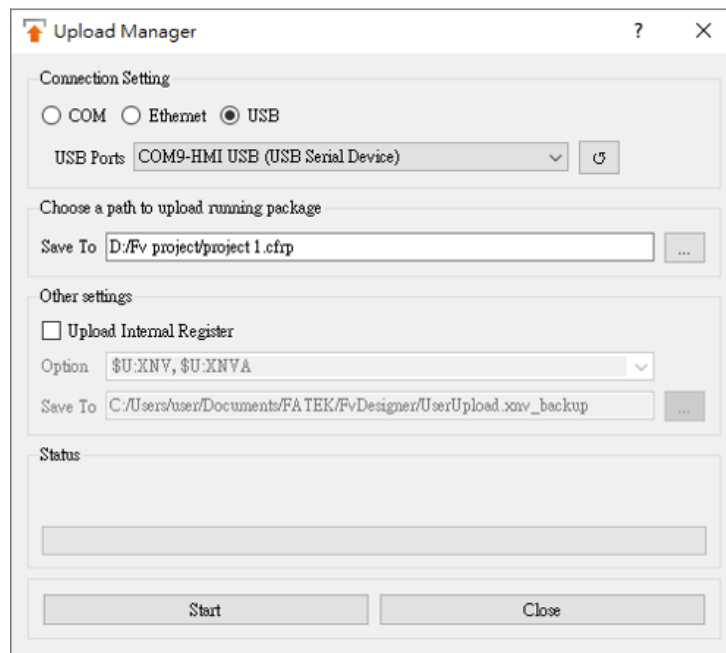 Upload Manager ?
Connection Setting
COM Ethernet USB
USB Ports COM9-HMI USB (USB Serial Device)
Choose a path to upload running package
Save To D:/Fv project/project 1.cfrp ...
Other settings
Upload Internal Register
Option $U:XNV, $U:XNVA
Save To C:/Users/user/Documents/FATEK/FvDesigner/UserUpload.xnv_backup ...
Status
Start Close